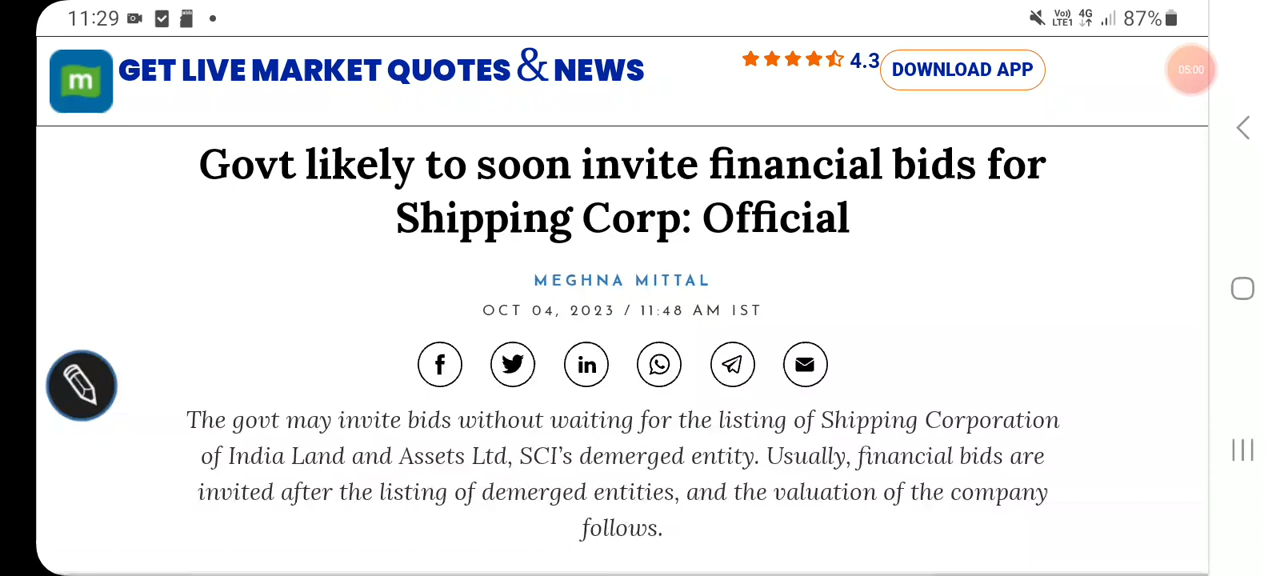 11:29 Vo)) LTE1 4G 87%
m GET LIVE MARKET QUOTES & NEWS 4.3 DOWNLOAD APP
05:00
Govt likely to soon invite financial bids for
Shipping Corp: Official
MEGHNA MITTAL
OCT 04, 2023 / 11:48 AM IST
The govt may invite bids without waiting for the listing of Shipping Corporation
of India Land and Assets Ltd, SCI’s demerged entity. Usually, financial bids are
invited after the listing of demerged entities, and the valuation of the company
follows.